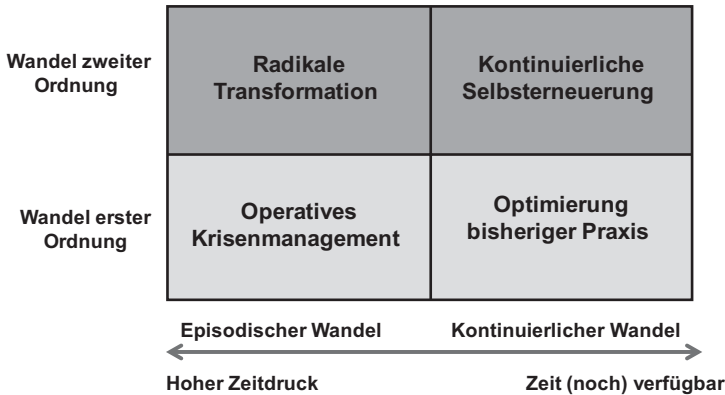 Wandel zweiter
Ordnung
Radikale
Transformation
Kontinuierliche
Selbsterneuerung
Wandel erster
Ordnung
Operatives
Krisenmanagement
Optimierung
bisheriger Praxis
Episodischer Wandel
Kontinuierlicher Wandel
Hoher Zeitdruck
Zeit (noch) verfügbar